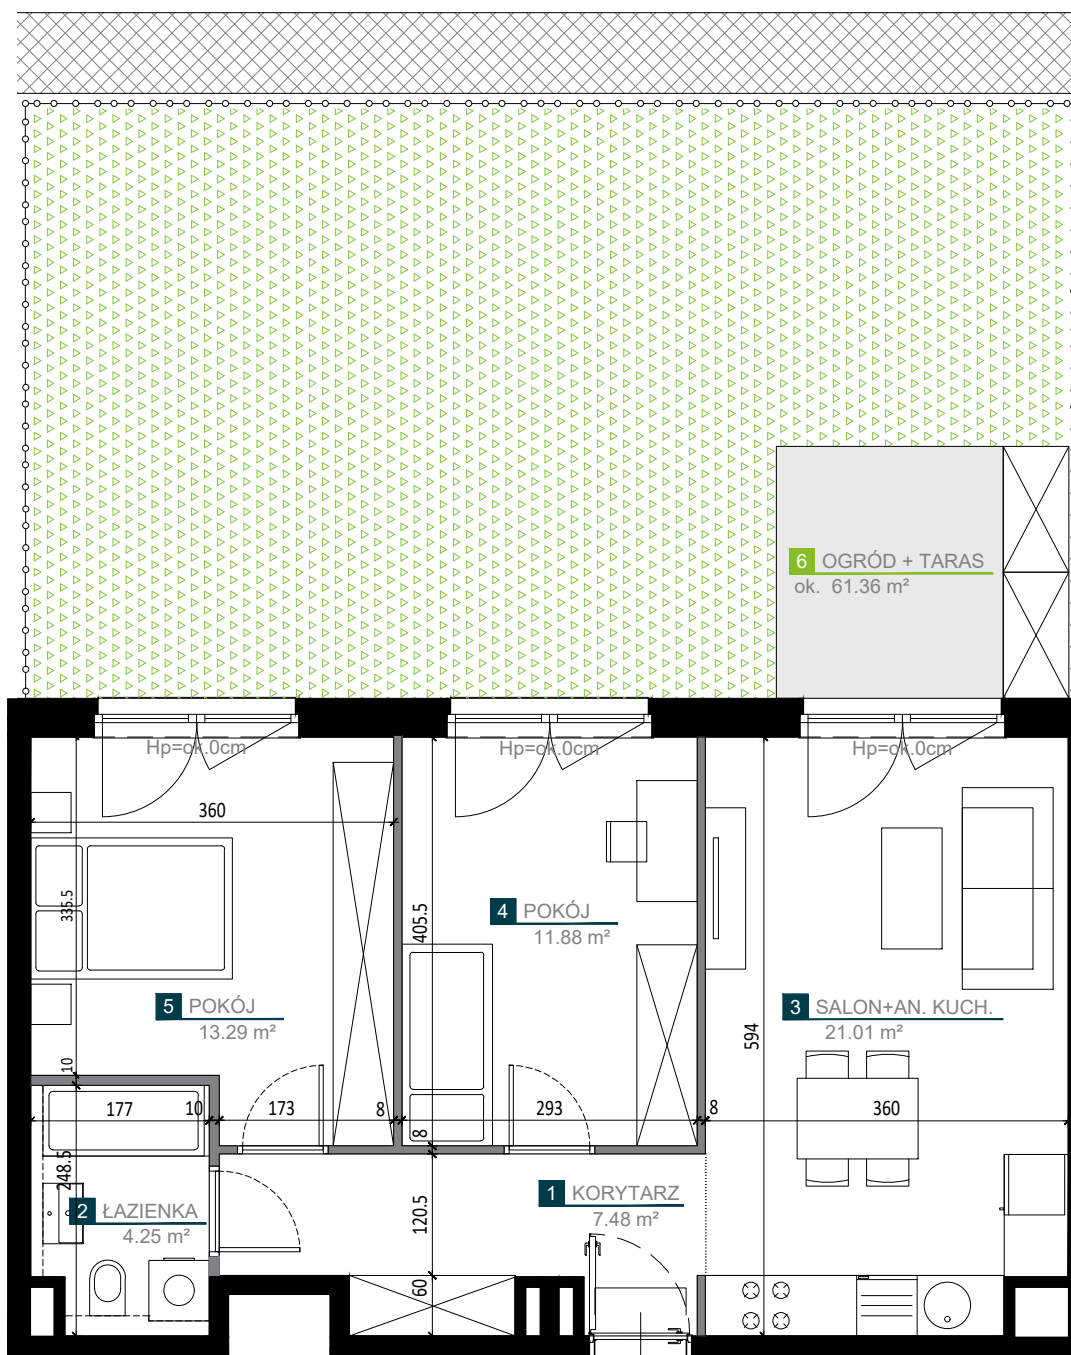 6 OGRÓD + TARAS
ok. 61.36 m²
Hp=ok.0cm
Hp=ok.0cm
Hp=ok.0cm
360
335.5
405.5
594
4 POKÓJ
11.88 m²
5 POKÓJ
13.29 m²
3 SALON+AN. KUCH.
21.01 m²
10
177
10
173
8
293
8
360
8
248.5
2 ŁAZIENKA
4.25 m²
1 KORYTARZ
7.48 m²
120.5
60